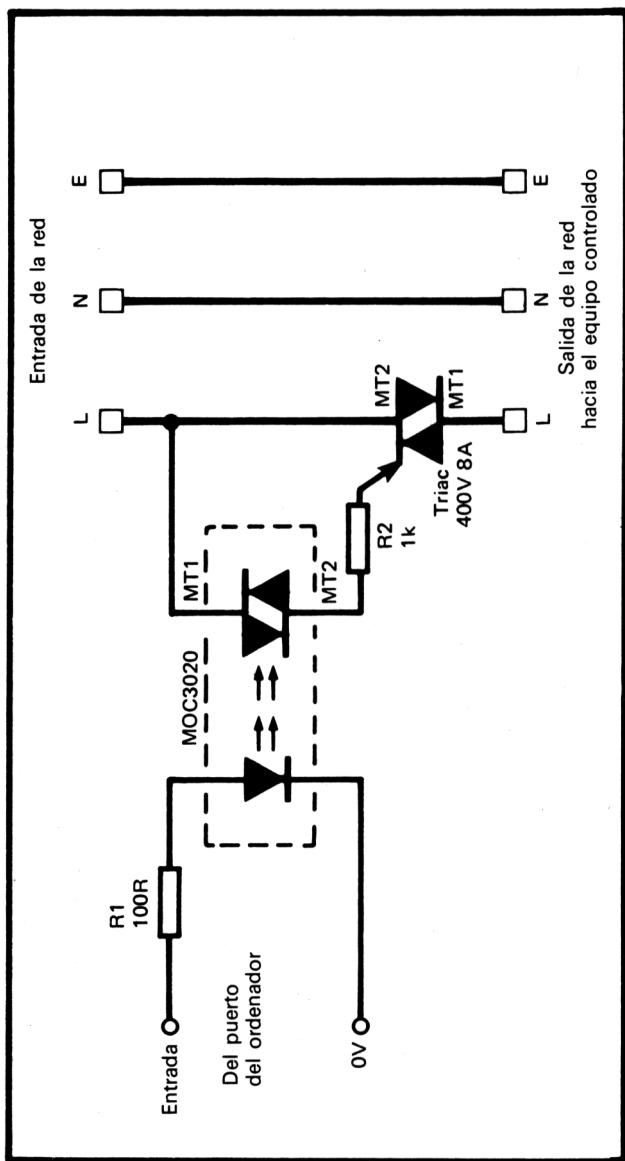 Entrada de la red
L
N
E
MT1
MT2
MOC3020
MT2
MT1
R1
100R
R2
1k
Triac
400V 8A
Entrada
Del puerto
del ordenador
0V
L
N
E
Salida de la red
hacia el equipo controlado